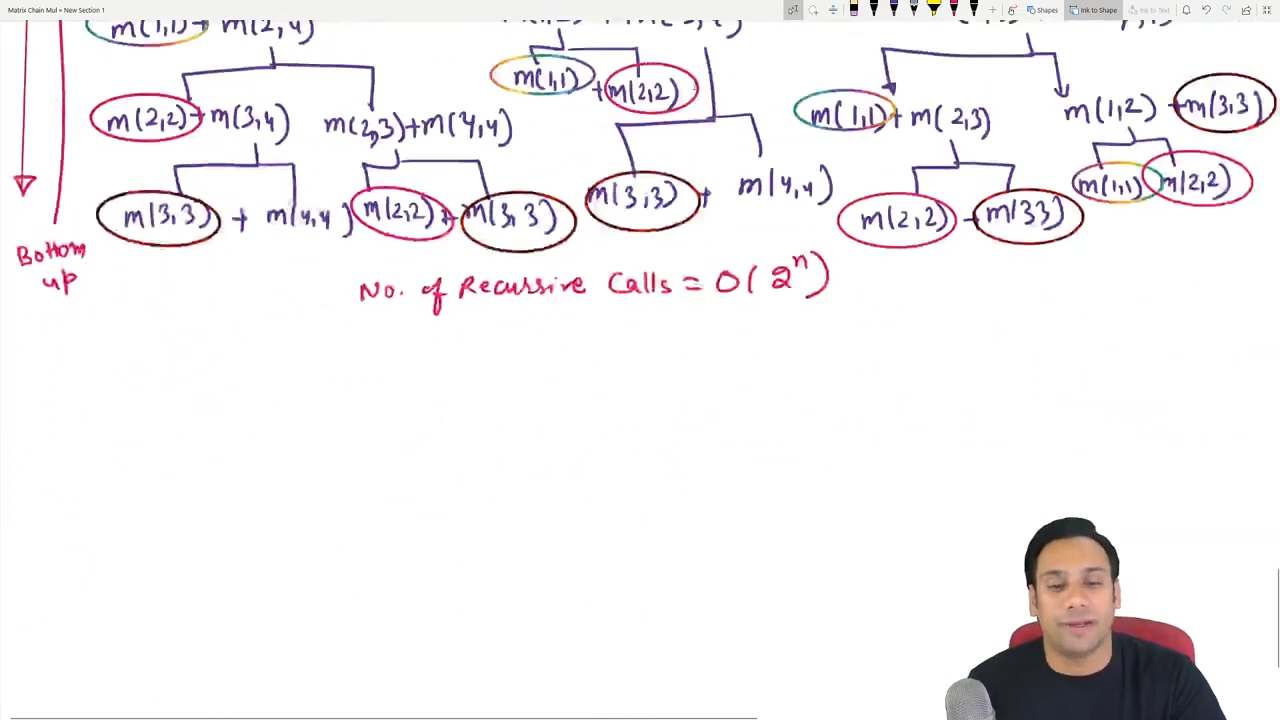 Matrix Chain Mul » New Section 1
Shapes Ink to Shape Ink to Text
m(1,1) + m(2,4)
m(1,1) + m(2,2)
m(2,2) + m(3,4) m(2,3)+m(4,4)
m(1,1) + m(2,3) m(1,2) + m(3,3)
m(3,3) + m(4,4) m(2,2) + m(3,3)
m(3,3) + m(4,4)
m(2,2) + m(33) m(1,1) m(2,2)
Bottom
up
No. of Recursive Calls = O(2ⁿ)